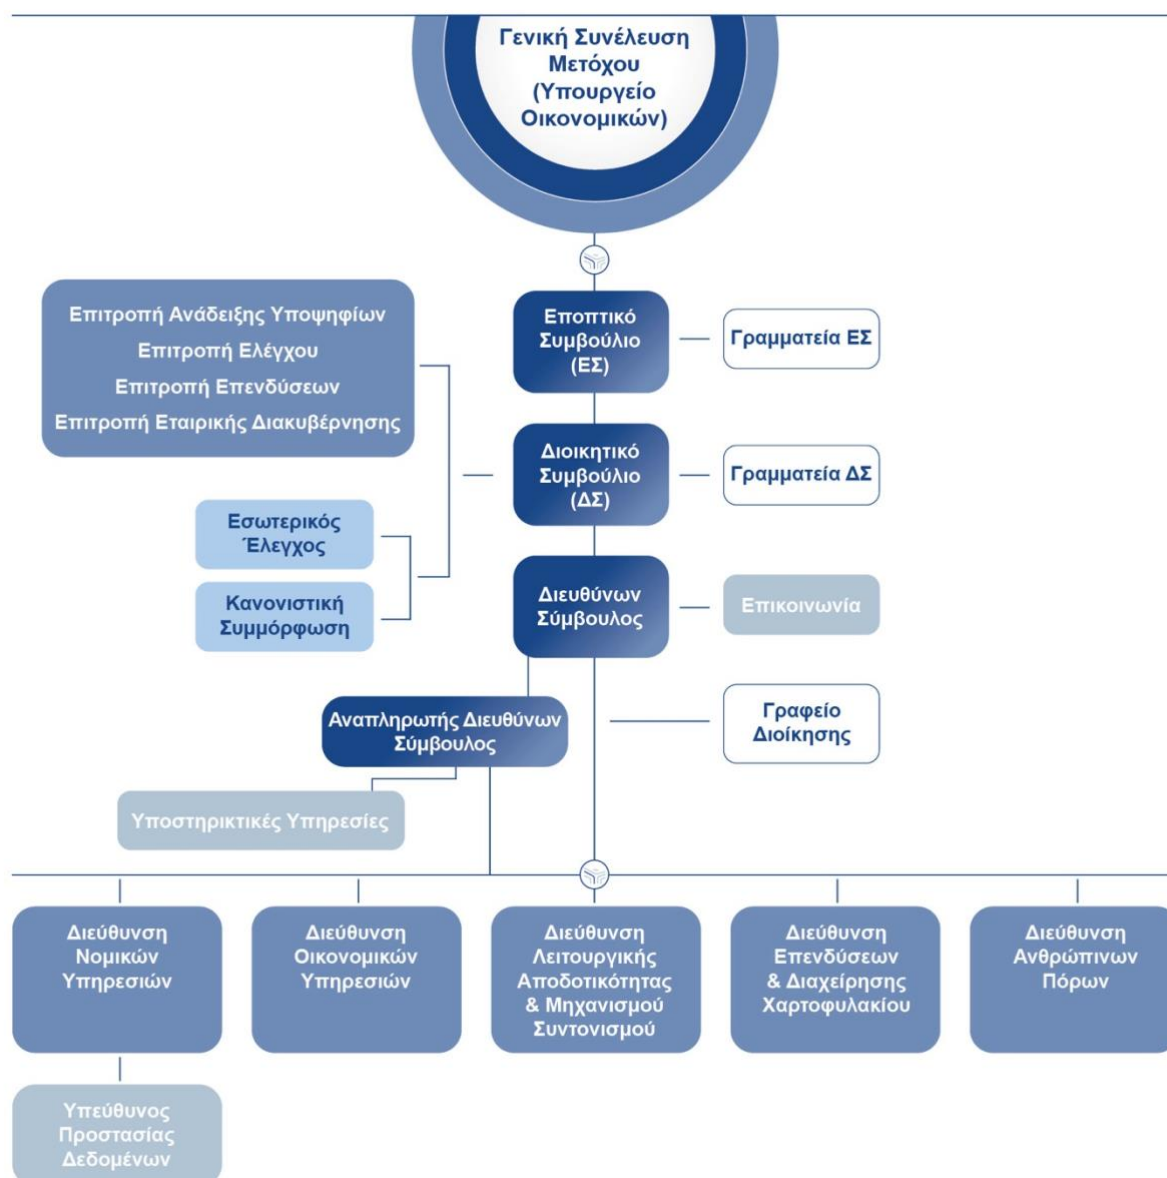 Γενική Συνέλευση
Μετόχου
(Υπουργείο
Οικονομικών)
Επιτροπή Ανάδειξης Υποψηφίων
Επιτροπή Ελέγχου
Επιτροπή Επενδύσεων
Επιτροπή Εταιρικής Διακυβέρνησης
Εποπτικό
Συμβούλιο
(ΕΣ)
Γραμματεία ΕΣ
Διοικητικό
Συμβούλιο
(ΔΣ)
Γραμματεία ΔΣ
Εσωτερικός
Έλεγχος
Κανονιστική
Συμμόρφωση
Διευθύνων
Σύμβουλος
Επικοινωνία
Αναπληρωτής Διευθύνων
Σύμβουλος
Γραφείο
Διοίκησης
Υποστηρικτικές Υπηρεσίες
Διεύθυνση
Νομικών
Υπηρεσιών
Διεύθυνση
Οικονομικών
Υπηρεσιών
Διεύθυνση
Λειτουργικής
Αποδοτικότητας
& Μηχανισμού
Συντονισμού
Διεύθυνση
Επενδύσεων
& Διαχείρησης
Χαρτοφυλακίου
Διεύθυνση
Ανθρώπινων
Πόρων
Υπεύθυνος
Προστασίας
Δεδομένων